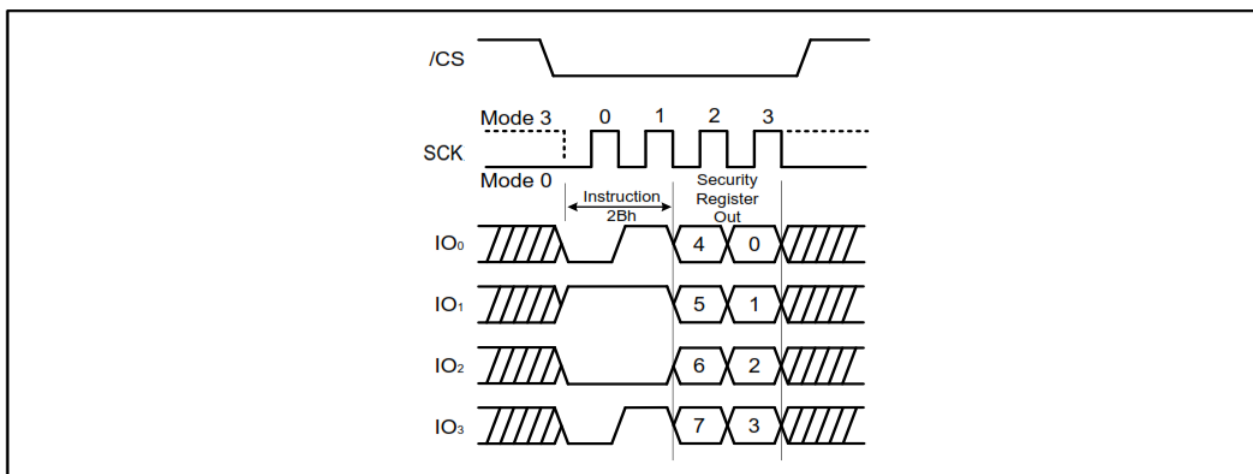 /CS
Mode 3 0 1 2 3
SCK
Mode 0
Instruction
2Bh
Security
Register
Out
IO₀ 4 0
IO₁ 5 1
IO₂ 6 2
IO₃ 7 3